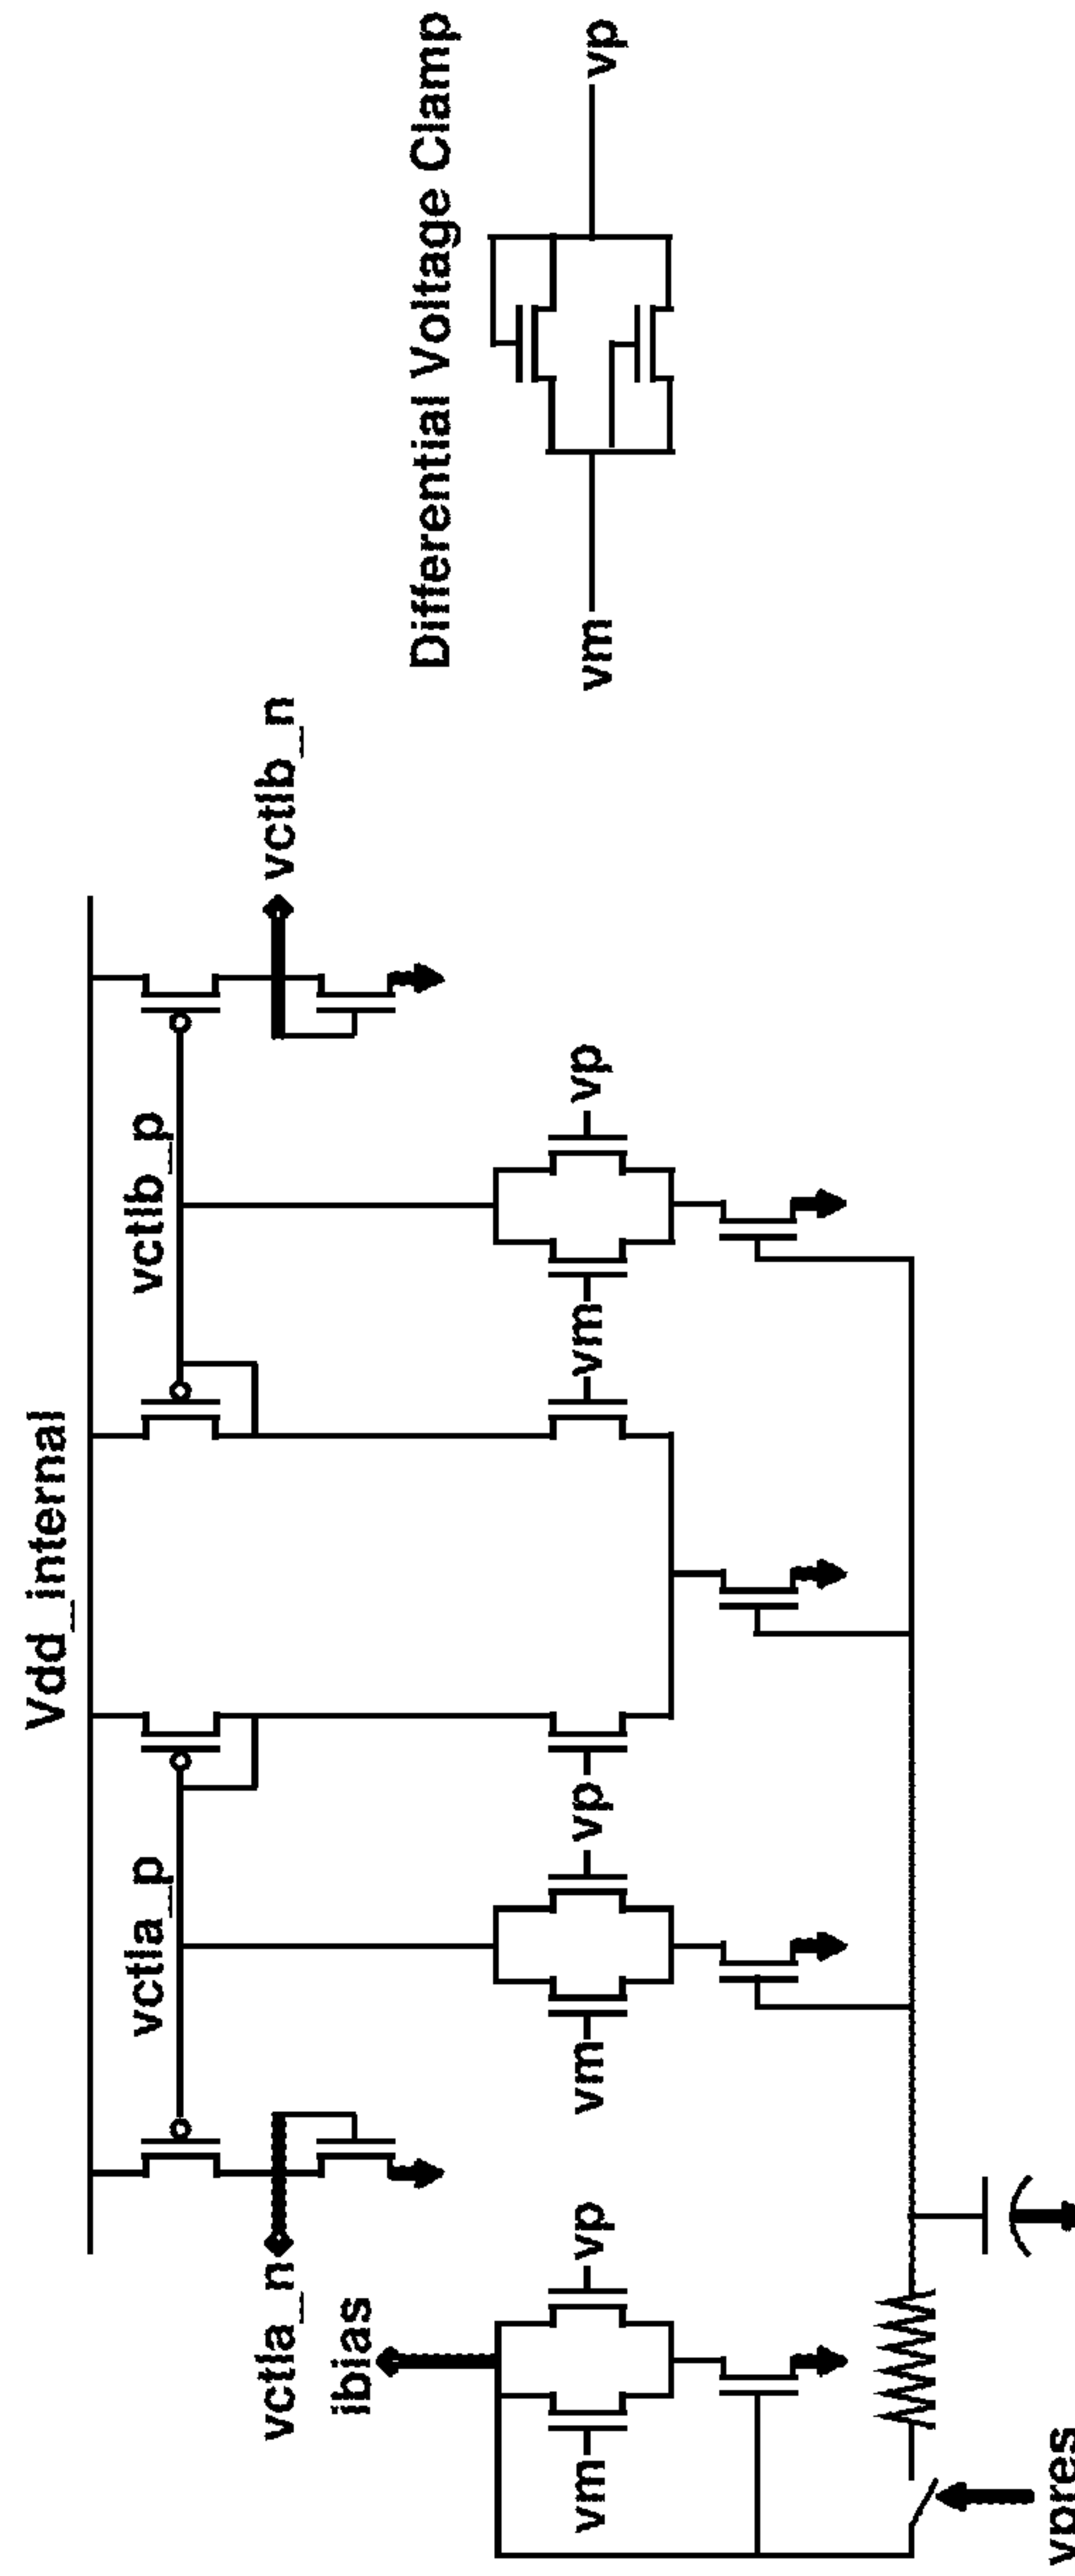 Vdd_internal
vctla_p
vctlb_p
vctla_n
vctlb_n
ibias
vm
vp
vm
vp
vp
vm
vm
vp
vpres
Differential Voltage Clamp
vm
vp